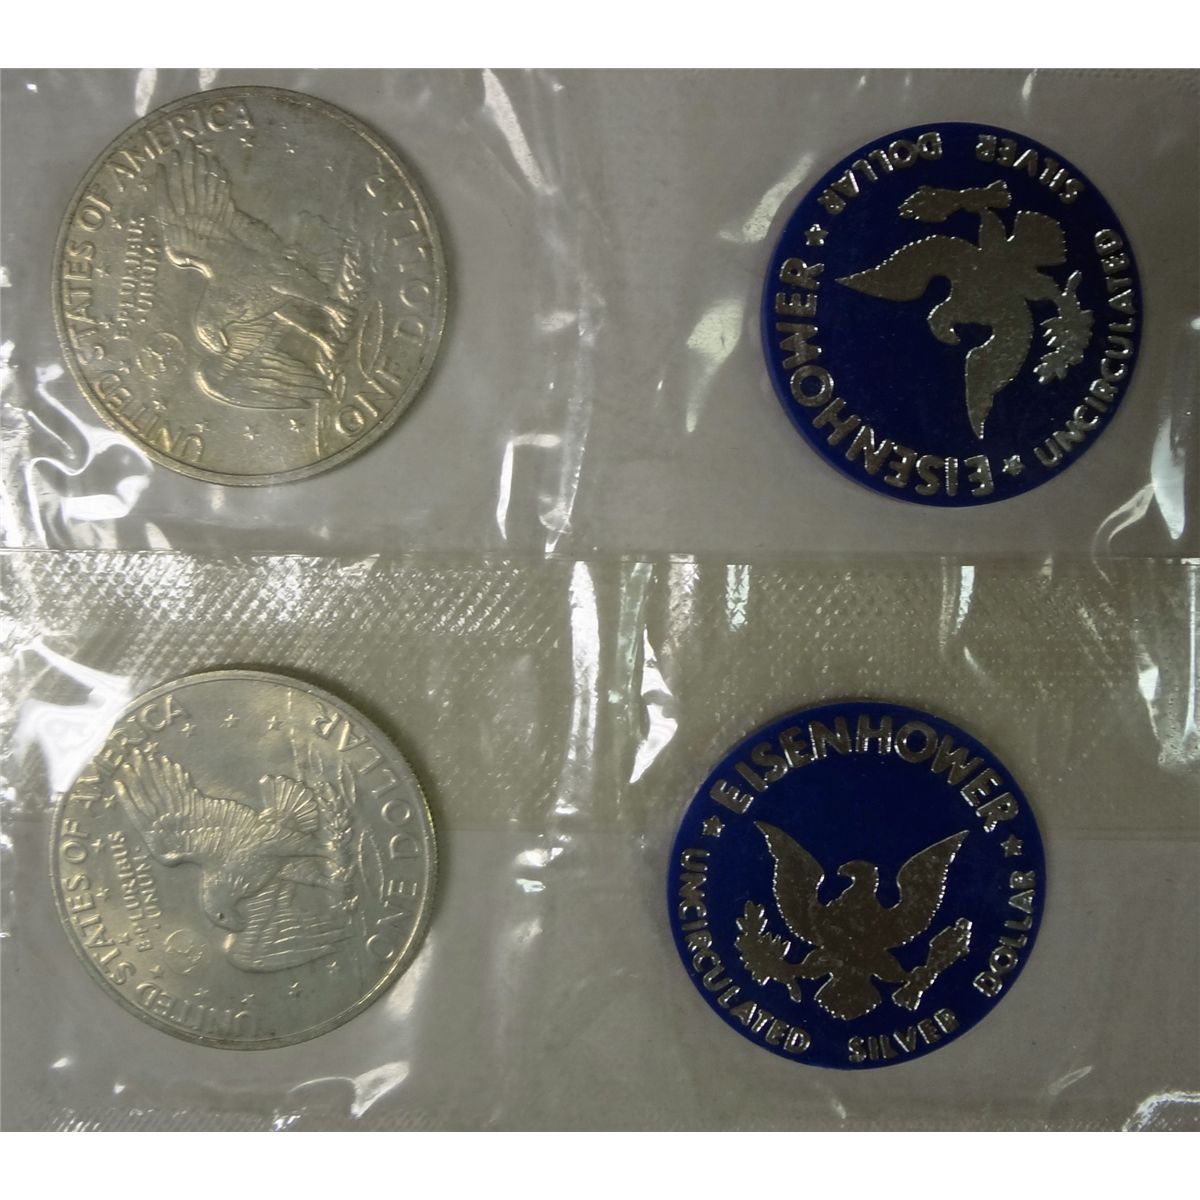 UNITED STATES OF AMERICA
E PLURIBUS
UNUM
ONE DOLLAR
EISENHOWER
UNCIRCULATED SILVER DOLLAR
UNITED STATES OF AMERICA
E PLURIBUS
UNUM
ONE DOLLAR
EISENHOWER
UNCIRCULATED SILVER DOLLAR